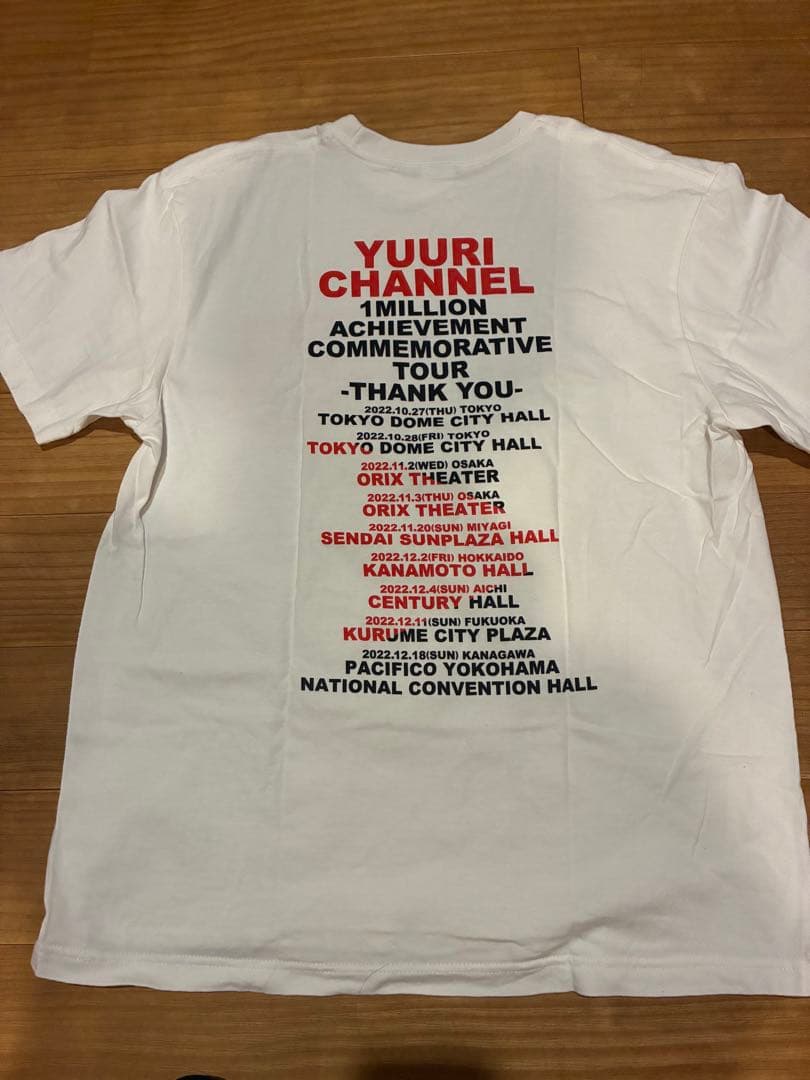 YUURI
CHANNEL
1MILLION
ACHIEVEMENT
COMMEMORATIVE
TOUR
-THANK YOU-
2022.10.27(THU) TOKYO
TOKYO DOME CITY HALL
2022.10.28(FRI) TOKYO
TOKYO DOME CITY HALL
2022.11.2(WED) OSAKA
ORIX THEATER
2022.11.3(THU) OSAKA
ORIX THEATER
2022.11.20(SUN) MIYAGI
SENDAI SUNPLAZA HALL
2022.12.2(FRI) HOKKAIDO
KANAMOTO HALL
2022.12.4(SUN) AICHI
CENTURY HALL
2022.12.11(SUN) FUKUOKA
KURUME CITY PLAZA
2022.12.18(SUN) KANAGAWA
PACIFICO YOKOHAMA
NATIONAL CONVENTION HALL